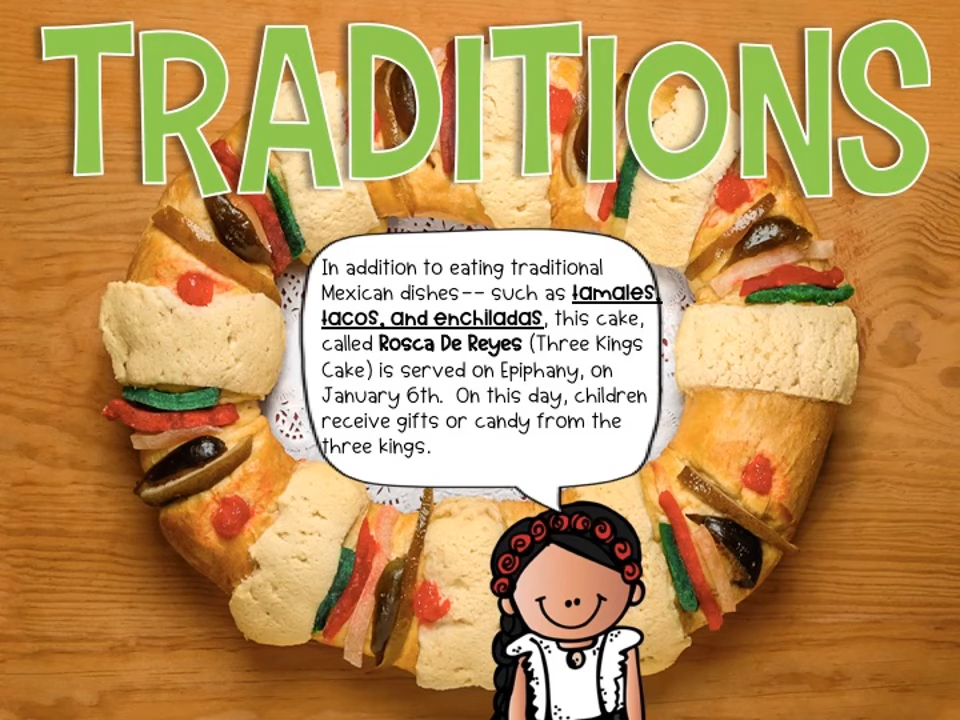 TRADITIONS
In addition to eating traditional
Mexican dishes-- such as tamales,
tacos, and enchiladas, this cake,
called Rosca De Reyes (Three Kings
Cake) is served on Epiphany, on
January 6th. On this day, children
receive gifts or candy from the
three kings.